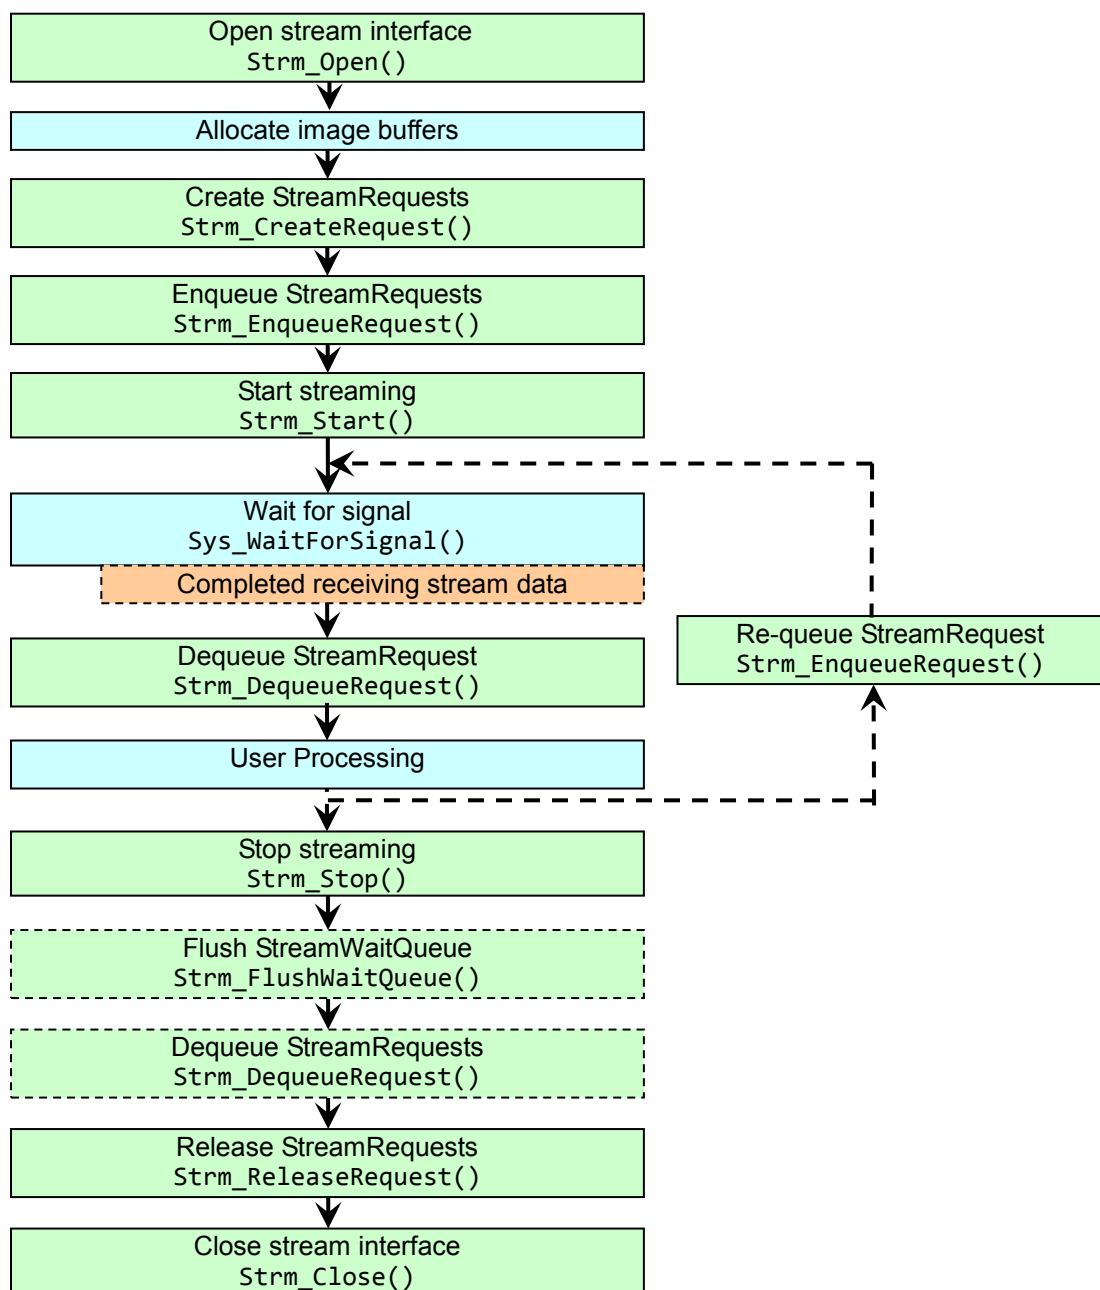 Open stream interface
Strm_Open()
Allocate image buffers
Create StreamRequests
Strm_CreateRequest()
Enqueue StreamRequests
Strm_EnqueueRequest()
Start streaming
Strm_Start()
Wait for signal
Sys_WaitForSignal()
Completed receiving stream data
Dequeue StreamRequest
Strm_DequeueRequest()
Re-queue StreamRequest
Strm_EnqueueRequest()
User Processing
Stop streaming
Strm_Stop()
Flush StreamWaitQueue
Strm_FlushWaitQueue()
Dequeue StreamRequests
Strm_DequeueRequest()
Release StreamRequests
Strm_ReleaseRequest()
Close stream interface
Strm_Close()